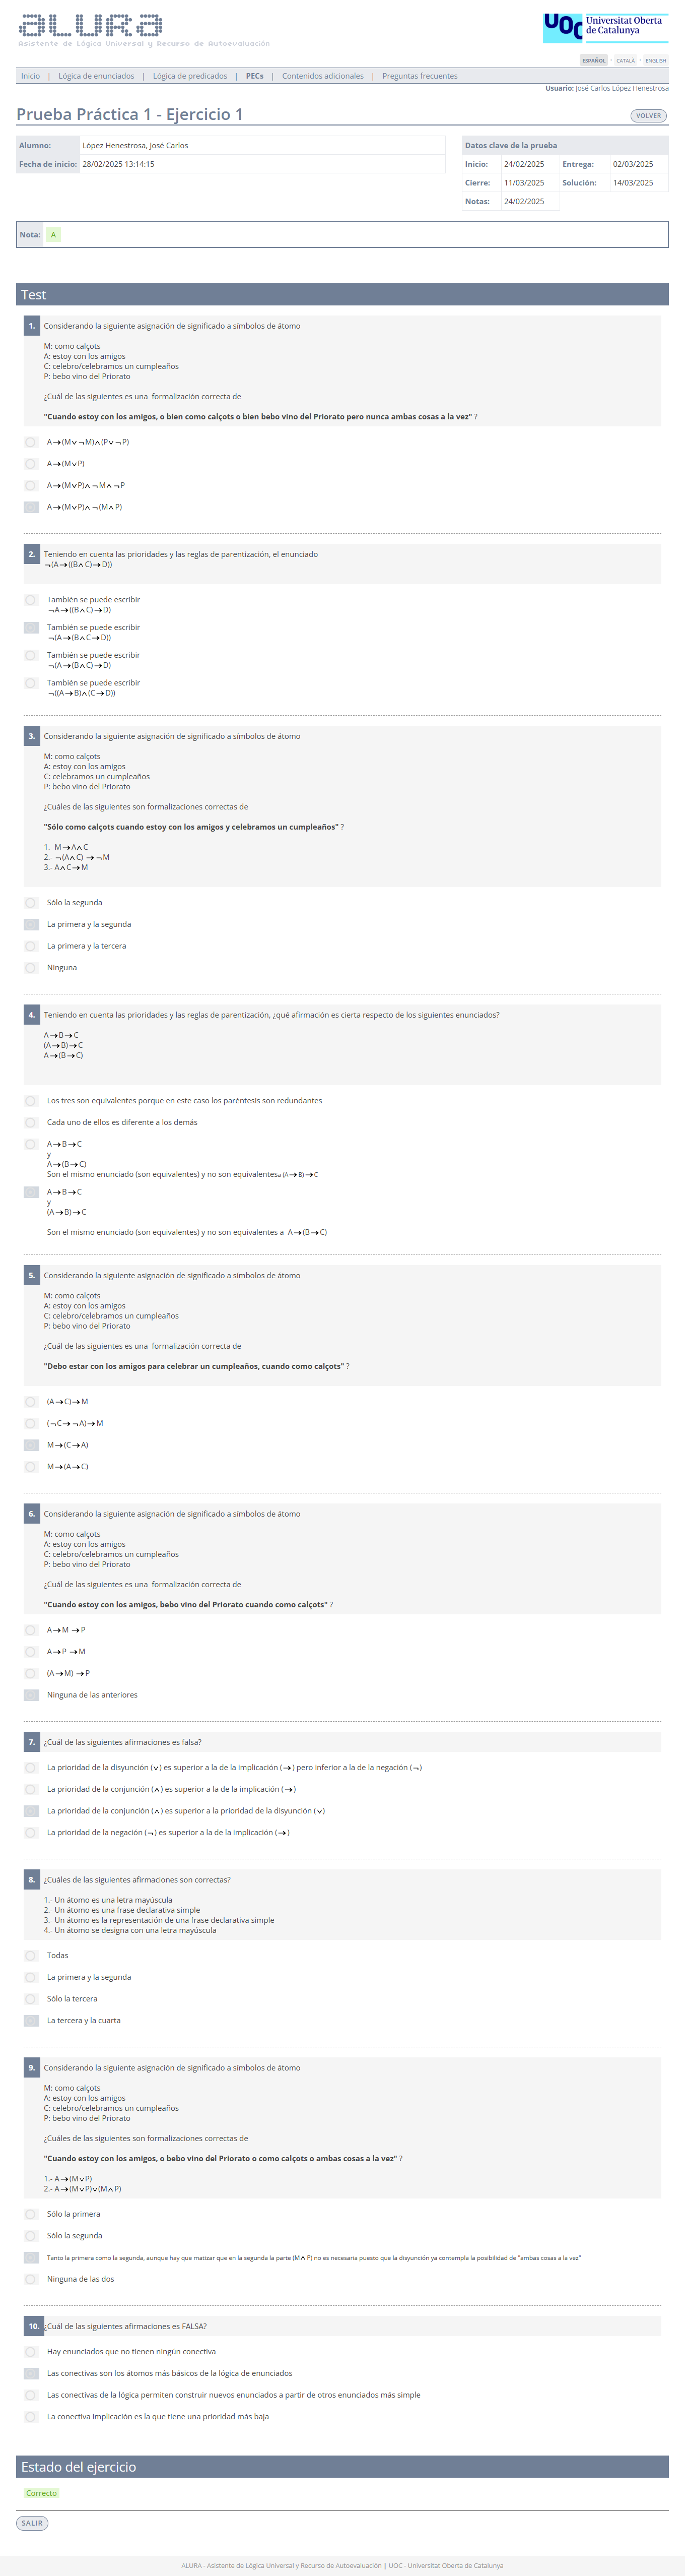 ALURA
Asistente de Lógica Universal y Recurso de Autoevaluación
UOC Universitat Oberta
de Catalunya
ESPAÑOL · CATALÀ · ENGLISH
Inicio | Lógica de enunciados | Lógica de predicados | PECs | Contenidos adicionales | Preguntas frecuentes
Usuario: José Carlos López Henestrosa
Prueba Práctica 1 - Ejercicio 1
VOLVER
Alumno: López Henestrosa, José Carlos
Fecha de inicio: 28/02/2025 13:14:15
Datos clave de la prueba
Inicio: 24/02/2025 Entrega: 02/03/2025
Cierre: 11/03/2025 Solución: 14/03/2025
Notas: 24/02/2025
Nota: A
Test
1. Considerando la siguiente asignación de significado a símbolos de átomo
M: como calçots
A: estoy con los amigos
C: celebro/celebramos un cumpleaños
P: bebo vino del Priorato
¿Cuál de las siguientes es una formalización correcta de
"Cuando estoy con los amigos, o bien como calçots o bien bebo vino del Priorato pero nunca ambas cosas a la vez" ?
A→(M∨¬M)∧(P∨¬P)
A→(M∨P)
A→(M∨P)∧¬M∧¬P
A→(M∨P)∧¬(M∧P)
2. Teniendo en cuenta las prioridades y las reglas de parentización, el enunciado
¬(A→((B∧C)→D))
También se puede escribir
¬A→((B∧C)→D)
También se puede escribir
¬(A→(B∧C→D))
También se puede escribir
¬(A→(B∧C)→D)
También se puede escribir
¬((A→B)∧(C→D))
3. Considerando la siguiente asignación de significado a símbolos de átomo
M: como calçots
A: estoy con los amigos
C: celebramos un cumpleaños
P: bebo vino del Priorato
¿Cuáles de las siguientes son formalizaciones correctas de
"Sólo como calçots cuando estoy con los amigos y celebramos un cumpleaños" ?
1.- M→A∧C
2.- ¬(A∧C) →¬M
3.- A∧C→M
Sólo la segunda
La primera y la segunda
La primera y la tercera
Ninguna
4. Teniendo en cuenta las prioridades y las reglas de parentización, ¿qué afirmación es cierta respecto de los siguientes enunciados?
A→B→C
(A→B)→C
A→(B→C)
Los tres son equivalentes porque en este caso los paréntesis son redundantes
Cada uno de ellos es diferente a los demás
A→B→C
y
A→(B→C)
Son el mismo enunciado (son equivalentes) y no son equivalentesa (A→B)→C
A→B→C
y
(A→B)→C
Son el mismo enunciado (son equivalentes) y no son equivalentes a A→(B→C)
5. Considerando la siguiente asignación de significado a símbolos de átomo
M: como calçots
A: estoy con los amigos
C: celebro/celebramos un cumpleaños
P: bebo vino del Priorato
¿Cuál de las siguientes es una formalización correcta de
"Debo estar con los amigos para celebrar un cumpleaños, cuando como calçots" ?
(A→C)→M
(¬C→¬A)→M
M→(C→A)
M→(A→C)
6. Considerando la siguiente asignación de significado a símbolos de átomo
M: como calçots
A: estoy con los amigos
C: celebro/celebramos un cumpleaños
P: bebo vino del Priorato
¿Cuál de las siguientes es una formalización correcta de
"Cuando estoy con los amigos, bebo vino del Priorato cuando como calçots" ?
A→M →P
A→P →M
(A→M) →P
Ninguna de las anteriores
7. ¿Cuál de las siguientes afirmaciones es falsa?
La prioridad de la disyunción (∨) es superior a la de la implicación (→) pero inferior a la de la negación (¬)
La prioridad de la conjunción (∧) es superior a la de la implicación (→)
La prioridad de la conjunción (∧) es superior a la prioridad de la disyunción (∨)
La prioridad de la negación (¬) es superior a la de la implicación (→)
8. ¿Cuáles de las siguientes afirmaciones son correctas?
1.- Un átomo es una letra mayúscula
2.- Un átomo es una frase declarativa simple
3.- Un átomo es la representación de una frase declarativa simple
4.- Un átomo se designa con una letra mayúscula
Todas
La primera y la segunda
Sólo la tercera
La tercera y la cuarta
9. Considerando la siguiente asignación de significado a símbolos de átomo
M: como calçots
A: estoy con los amigos
C: celebro/celebramos un cumpleaños
P: bebo vino del Priorato
¿Cuáles de las siguientes son formalizaciones correctas de
"Cuando estoy con los amigos, o bebo vino del Priorato o como calçots o ambas cosas a la vez" ?
1.- A→(M∨P)
2.- A→(M∨P)∨(M∧P)
Sólo la primera
Sólo la segunda
Tanto la primera como la segunda, aunque hay que matizar que en la segunda la parte (M∧P) no es necesaria puesto que la disyunción ya contempla la posibilidad de "ambas cosas a la vez"
Ninguna de las dos
10. ¿Cuál de las siguientes afirmaciones es FALSA?
Hay enunciados que no tienen ningún conectiva
Las conectivas son los átomos más básicos de la lógica de enunciados
Las conectivas de la lógica permiten construir nuevos enunciados a partir de otros enunciados más simple
La conectiva implicación es la que tiene una prioridad más baja
Estado del ejercicio
Correcto
SALIR
ALURA - Asistente de Lógica Universal y Recurso de Autoevaluación | UOC - Universitat Oberta de Catalunya